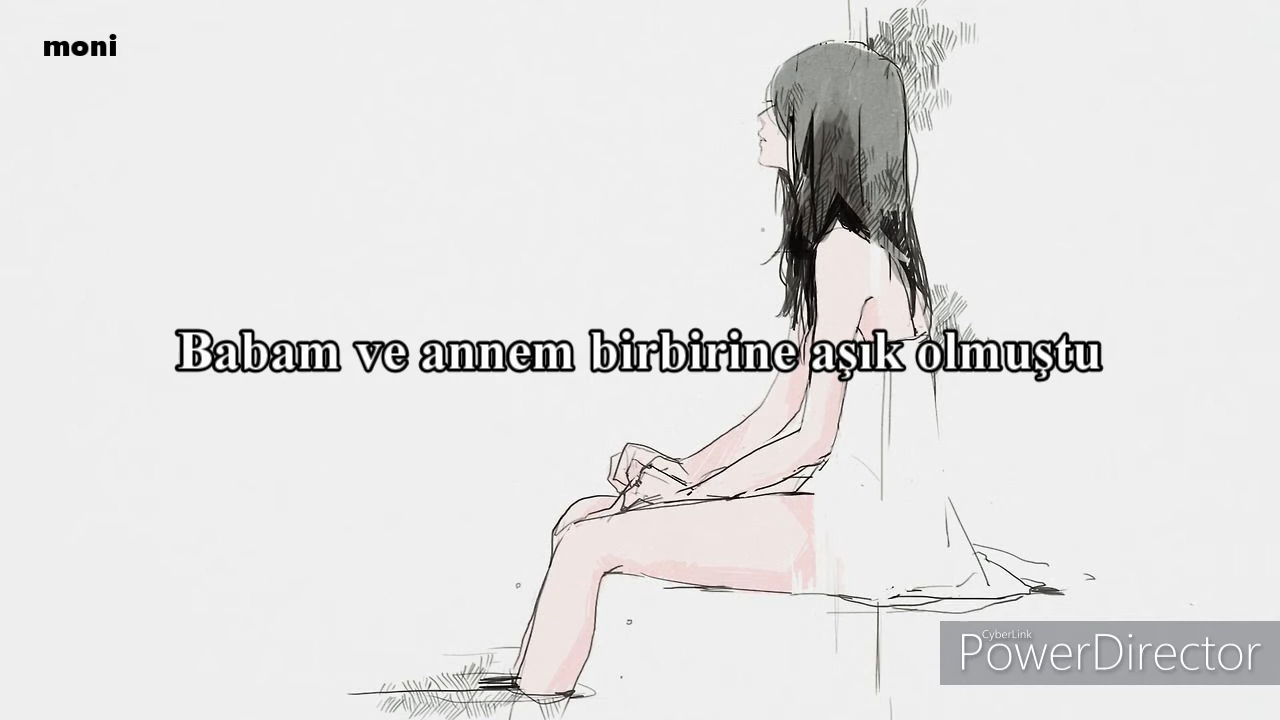 moni
Babam ve annem birbirine aşık olmuştu
CyberLink
PowerDirector